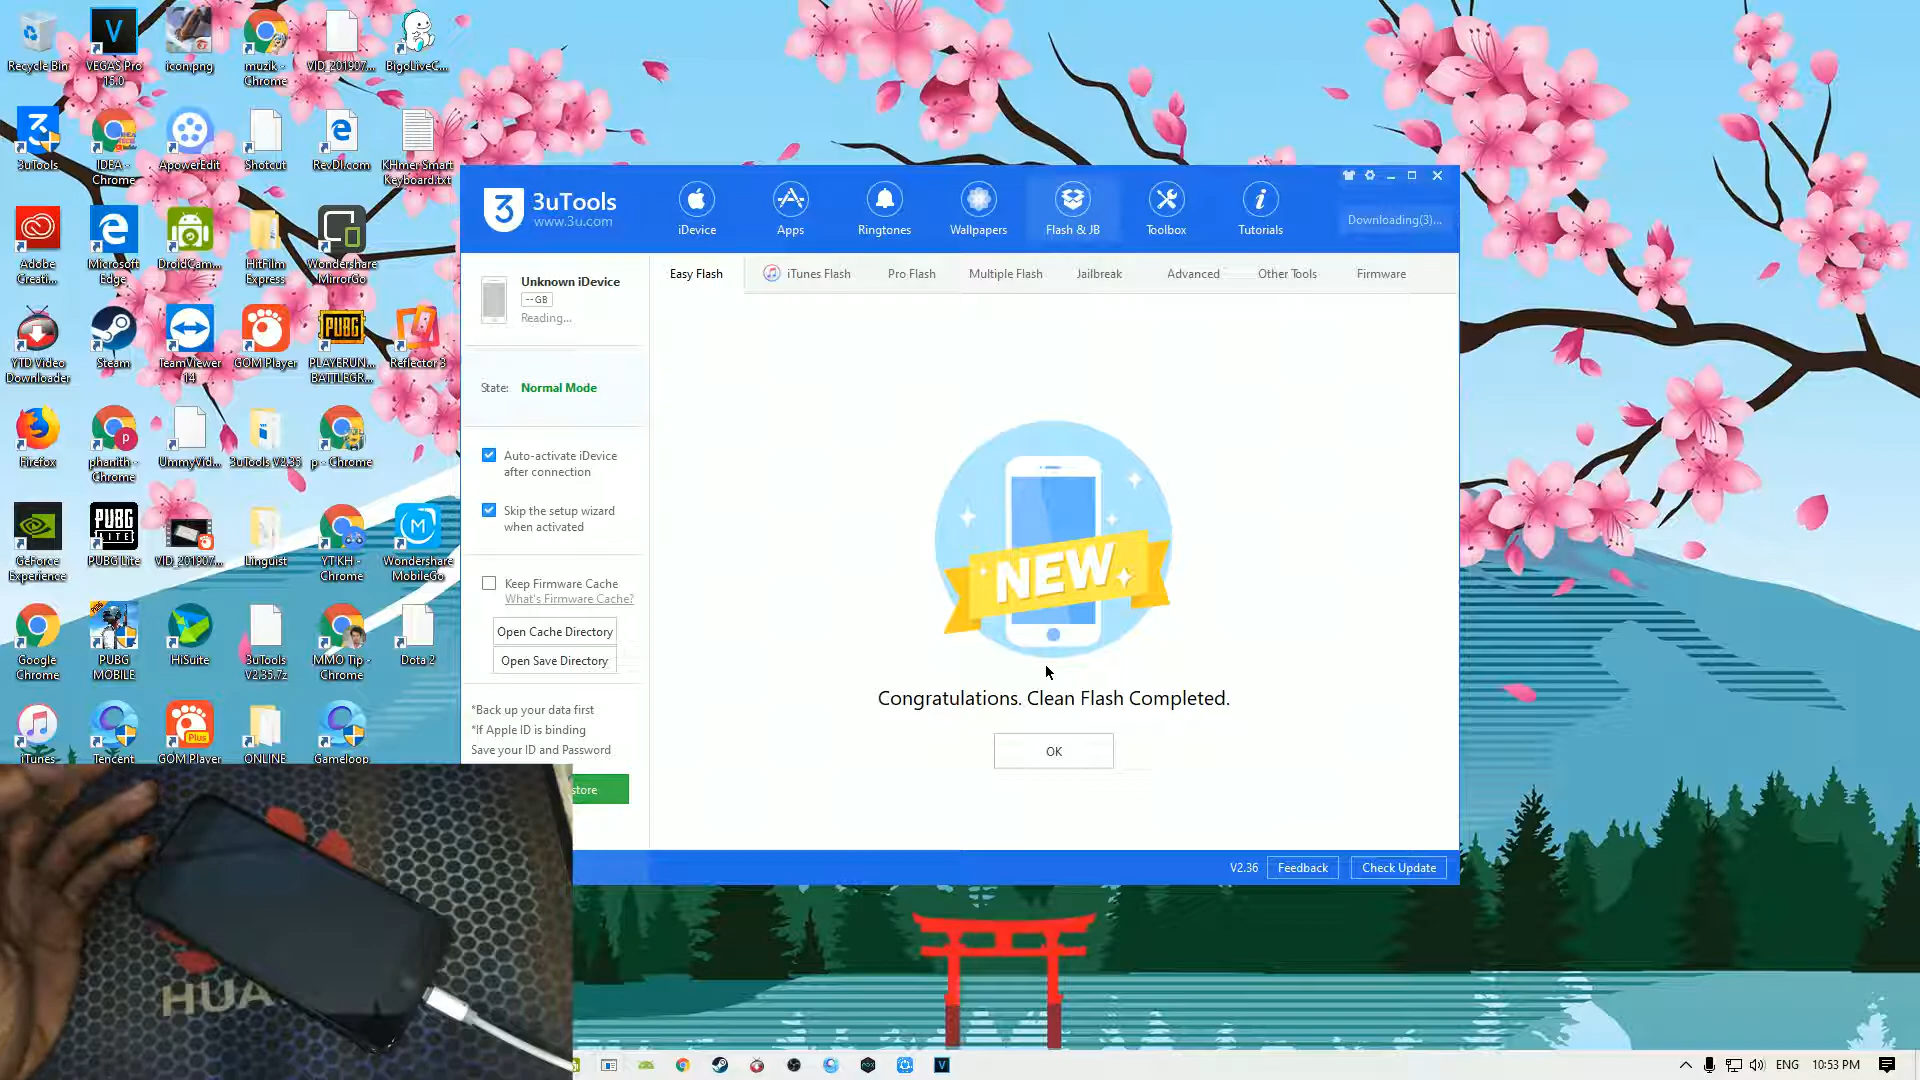 Recycle Bin
VEGAS Pro
15.0
icon.png
muzik -
Chrome
VID_201907...
BigoLiveC...
3uTools
IDEA -
Chrome
ApowerEdit
Shotcut
RevDl.com
KHmer Smart
Keyboard.txt
Adobe
Creati...
Microsoft
Edge
DroidCam...
HitFilm
Express
Wondershare
MirrorGo
YTD Video
Downloader
Steam
TeamViewer
14
GOM Player
PLAYERUN...
BATTLEGR...
Reflector 3
Firefox
phanith -
Chrome
UmmyVid...
3uTools V2.35
p - Chrome
GeForce
Experience
PUBG Lite
VID_201907...
Linguist
YT KH -
Chrome
Wondershare
MobileGo
Google
Chrome
PUBG
MOBILE
HiSuite
3uTools
V2.35.7z
MMO Tip -
Chrome
Dota 2
iTunes
Tencent
GOM Player
ONLINE
Gameloop
3uTools
www.3u.com
iDevice
Apps
Ringtones
Wallpapers
Flash & JB
Toolbox
Tutorials
Downloading(3)...
Easy Flash
iTunes Flash
Pro Flash
Multiple Flash
Jailbreak
Advanced
Other Tools
Firmware
Unknown iDevice
--GB
Reading...
State: Normal Mode
Auto-activate iDevice
after connection
Skip the setup wizard
when activated
Keep Firmware Cache
What's Firmware Cache?
Open Cache Directory
Open Save Directory
*Back up your data first
*If Apple ID is binding
Save your ID and Password
store
NEW
Congratulations. Clean Flash Completed.
OK
V2.36
Feedback
Check Update
HUA
ENG
10:53 PM